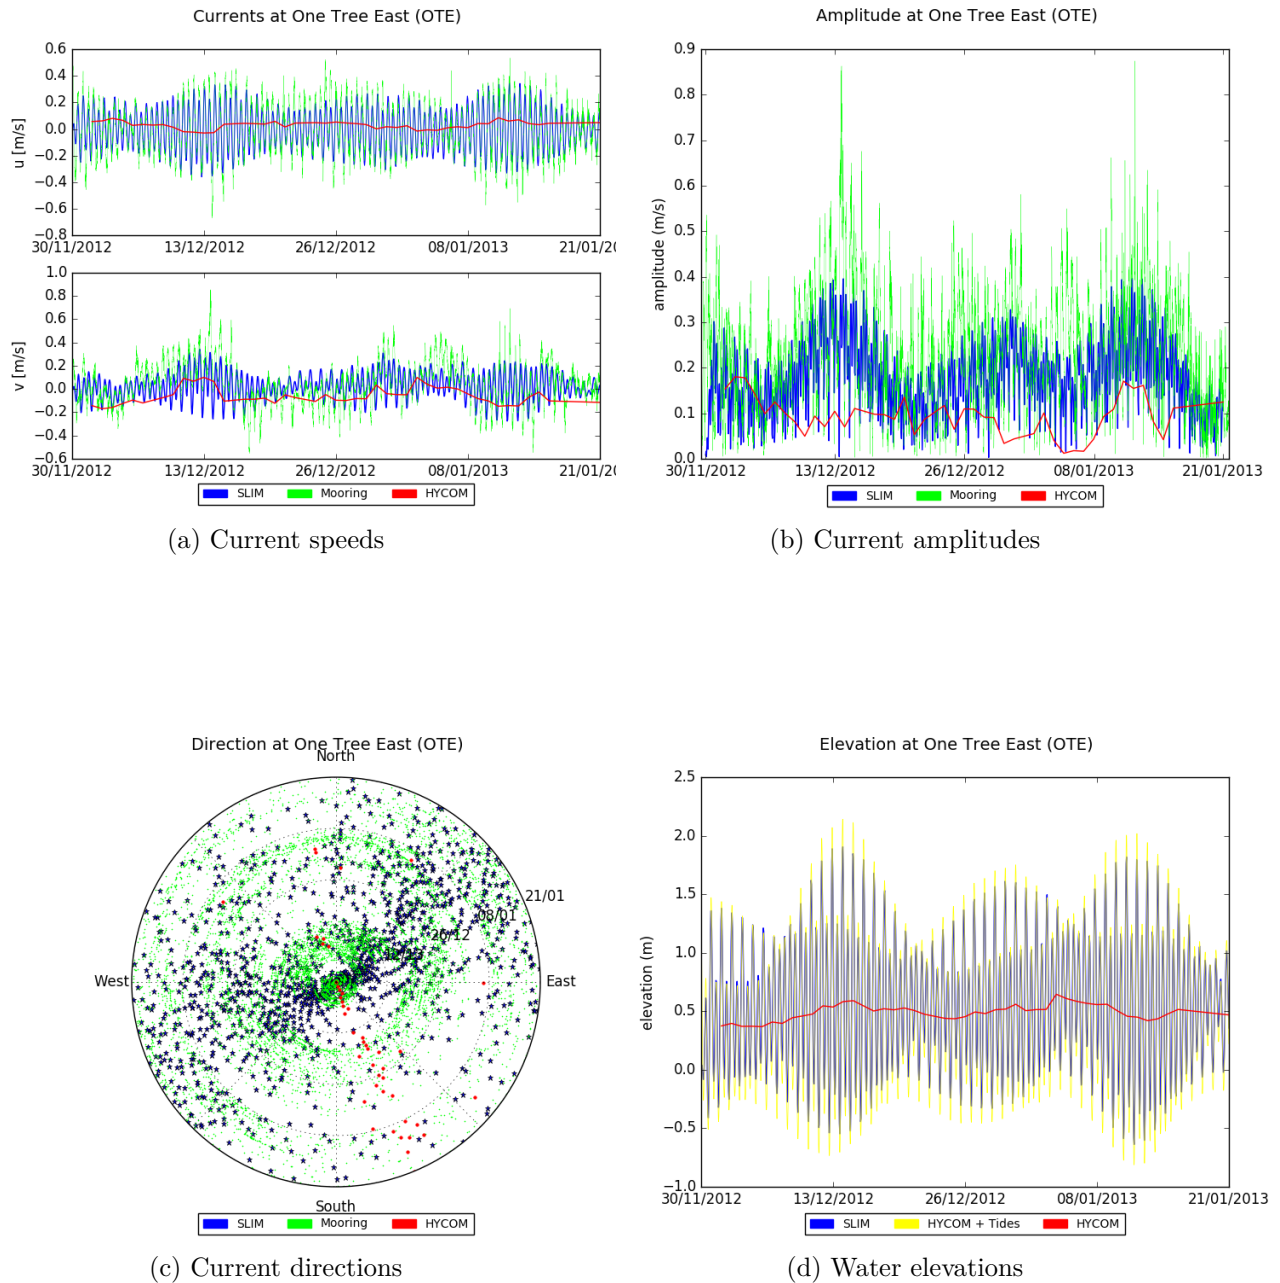 Currents at One Tree East (OTE)
0.6
0.4
0.2
0.0
−0.2
−0.4
−0.6
−0.8
u [m/s]
30/11/2012 13/12/2012 26/12/2012 08/01/2013 21/01/20
1.0
0.8
0.6
0.4
0.2
0.0
−0.2
−0.4
−0.6
v [m/s]
30/11/2012 13/12/2012 26/12/2012 08/01/2013 21/01/20
SLIM Mooring HYCOM
(a) Current speeds
Amplitude at One Tree East (OTE)
0.9
0.8
0.7
0.6
0.5
0.4
0.3
0.2
0.1
0.0
amplitude (m/s)
30/11/2012 13/12/2012 26/12/2012 08/01/2013 21/01/2013
SLIM Mooring HYCOM
(b) Current amplitudes
Direction at One Tree East (OTE)
North
21/01
08/01
26/12
West
East
South
SLIM Mooring HYCOM
(c) Current directions
Elevation at One Tree East (OTE)
2.5
2.0
1.5
1.0
0.5
0.0
−0.5
−1.0
elevation (m)
30/11/2012 13/12/2012 26/12/2012 08/01/2013 21/01/2013
SLIM HYCOM + Tides HYCOM
(d) Water elevations